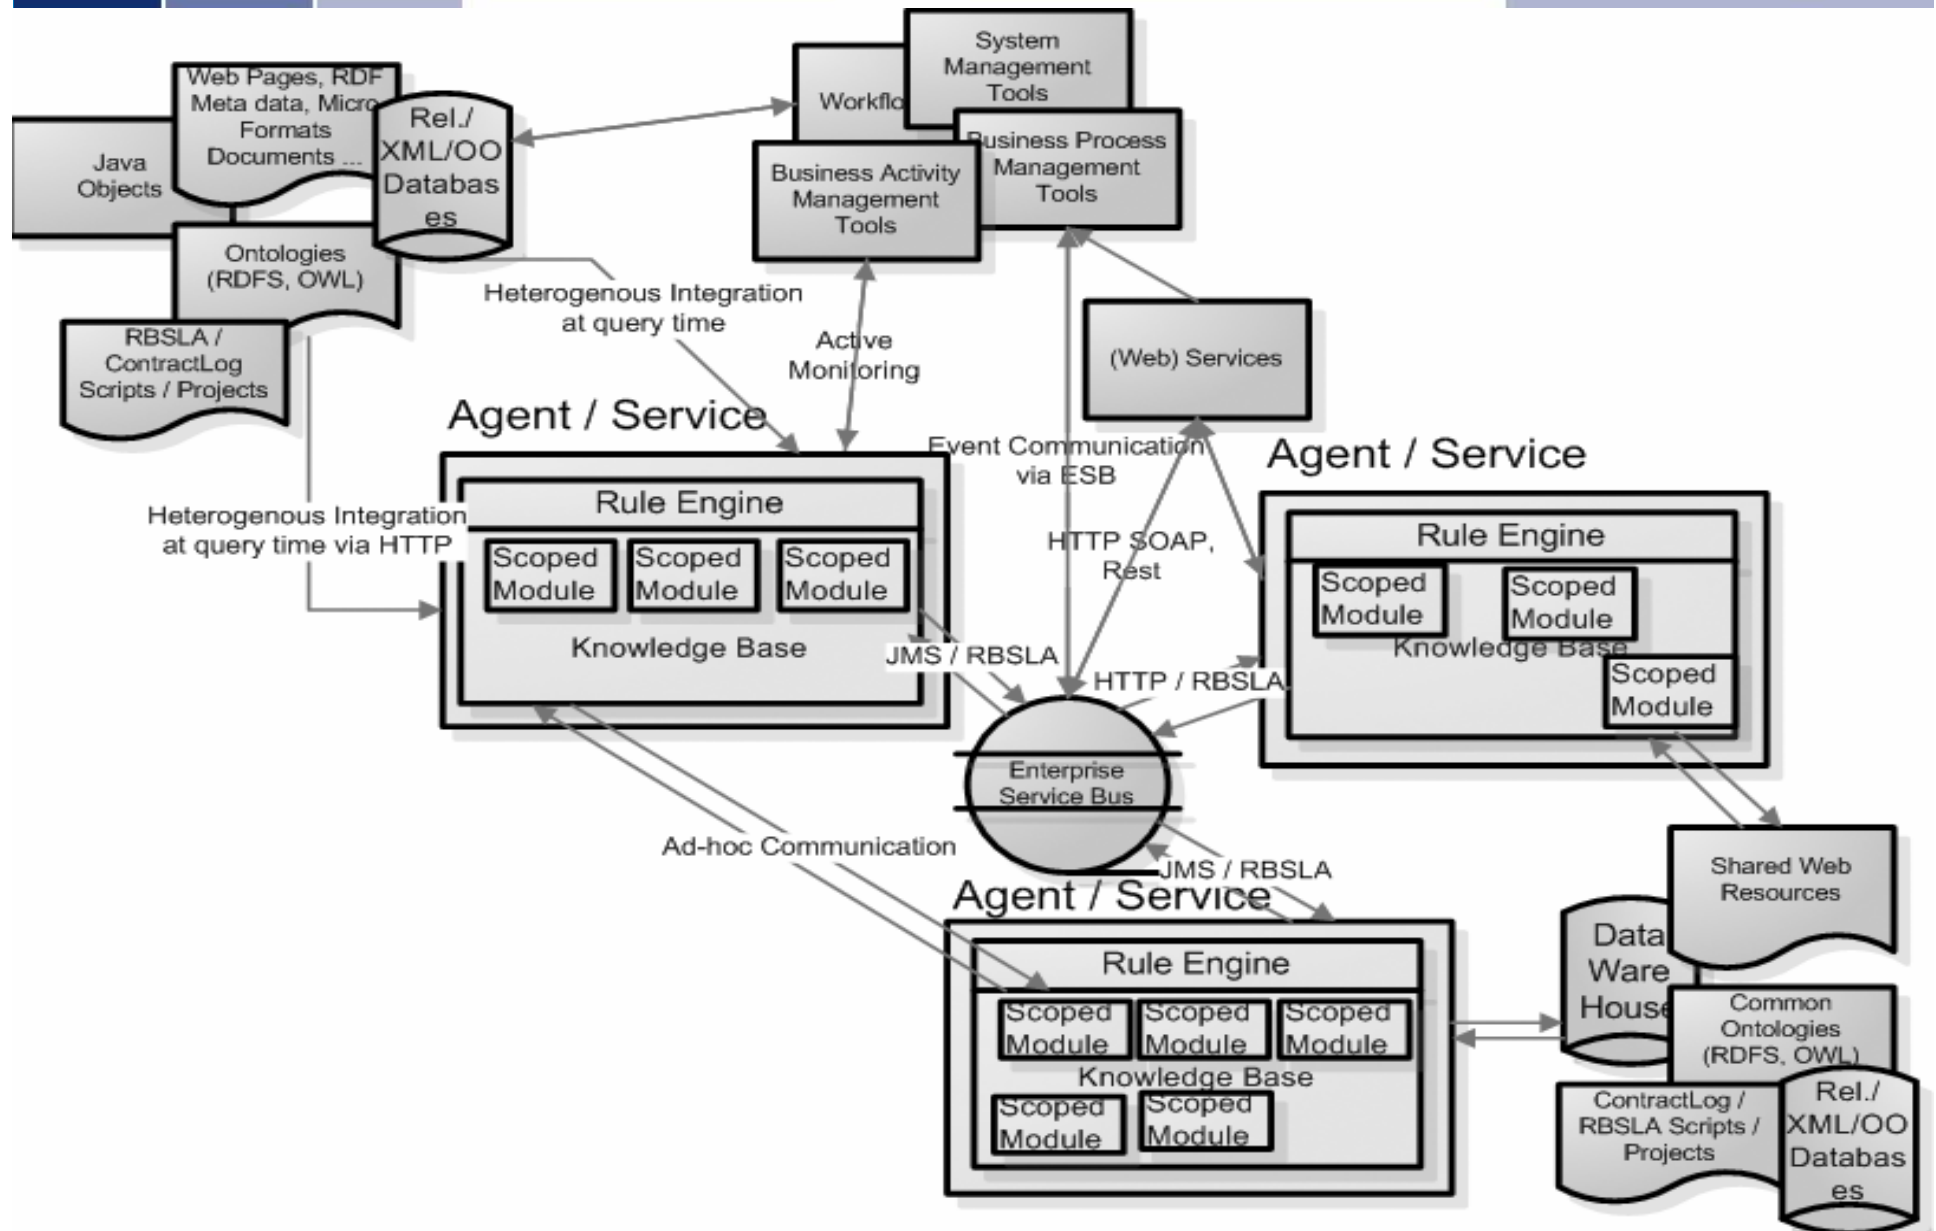 Web Pages, RDF
Meta data, Micro
Formats
Documents ...
Java
Objects
Rel./
XML/OO
Databas
es
Ontologies
(RDFS, OWL)
RBSLA /
ContractLog
Scripts / Projects
System
Management
Tools
Workflo
Business Process
Management
Tools
Business Activity
Management
Tools
Heterogenous Integration
at query time
Active
Monitoring
(Web) Services
Agent / Service
Rule Engine
Scoped
Module
Scoped
Module
Scoped
Module
Knowledge Base
Heterogenous Integration
at query time via HTTP
Event Communication
via ESB
HTTP SOAP,
Rest
JMS / RBSLA
HTTP / RBSLA
Agent / Service
Rule Engine
Scoped
Module
Scoped
Module
Knowledge Base
Scoped
Module
Enterprise
Service Bus
Ad-hoc Communication
JMS / RBSLA
Agent / Service
Rule Engine
Scoped
Module
Scoped
Module
Scoped
Module
Knowledge Base
Scoped
Module
Scoped
Module
Shared Web
Resources
Data
Ware
House
Common
Ontologies
(RDFS, OWL)
ContractLog /
RBSLA Scripts /
Projects
Rel./
XML/OO
Databas
es